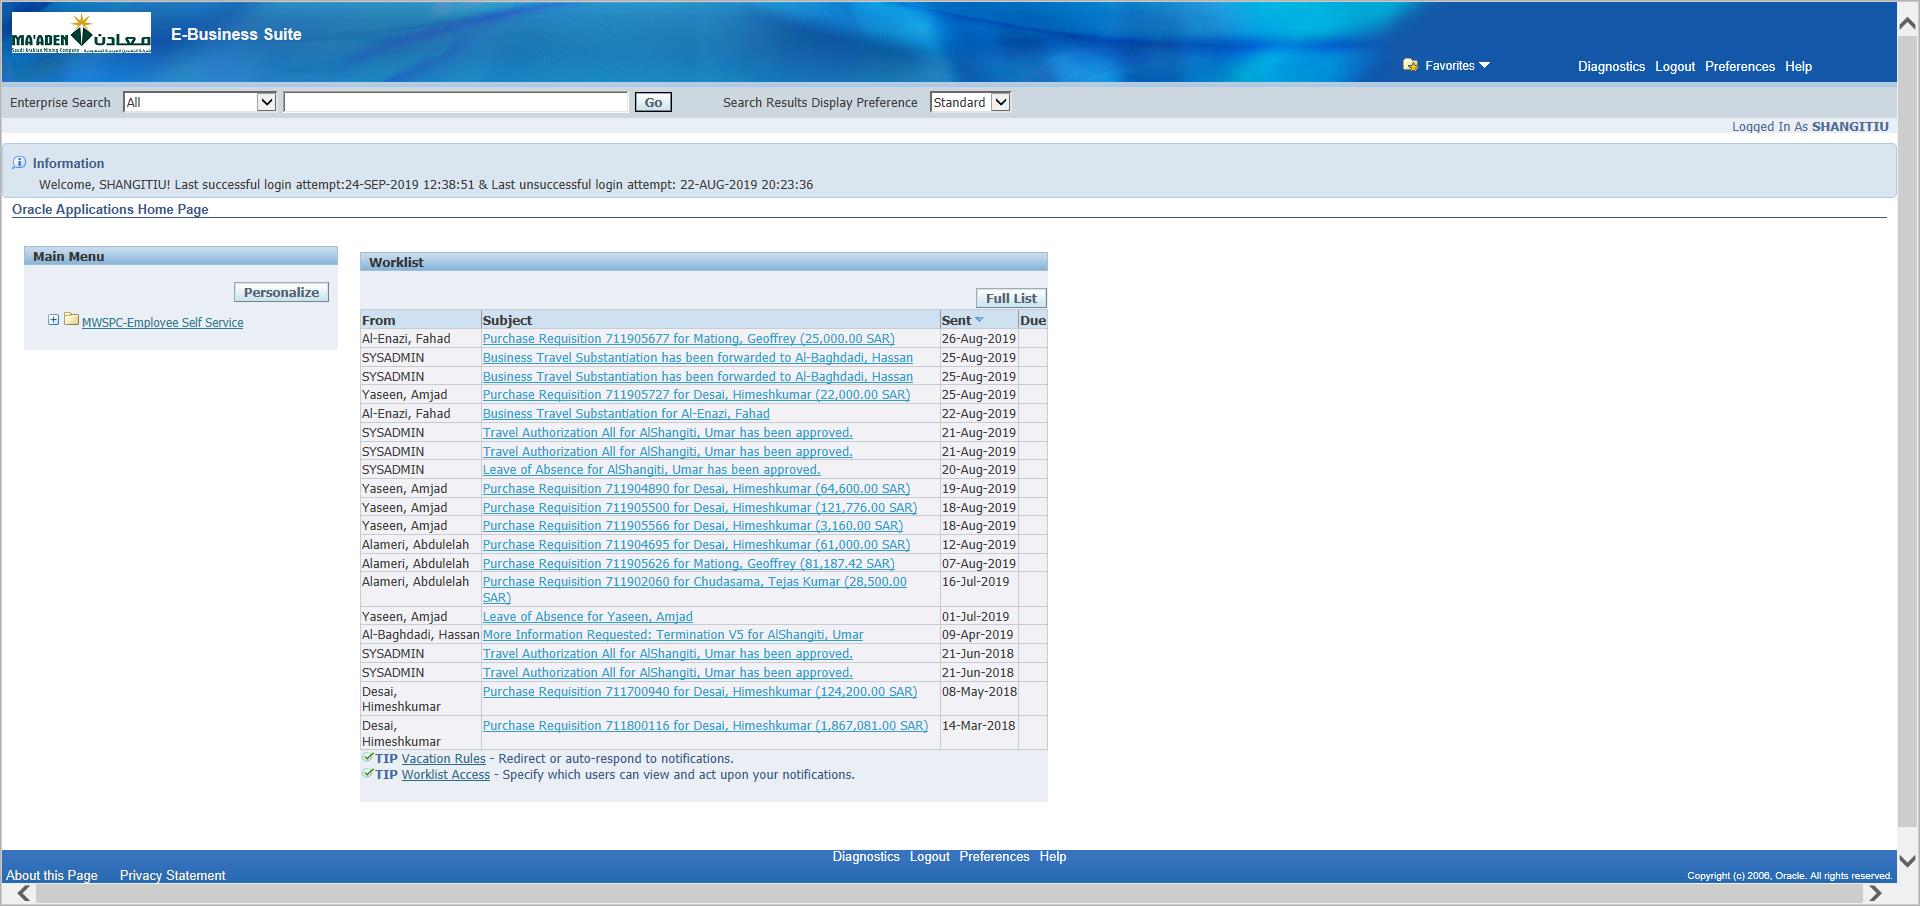 MA'ADEN معادن
Saudi Arabian Mining Company
E-Business Suite
Favorites
Diagnostics Logout Preferences Help
Enterprise Search All Go Search Results Display Preference Standard
Logged In As SHANGITIU
Information
Welcome, SHANGITIU! Last successful login attempt:24-SEP-2019 12:38:51 & Last unsuccessful login attempt: 22-AUG-2019 20:23:36
Oracle Applications Home Page
Main Menu
Personalize
MWSPC-Employee Self Service
Worklist
Full List
From Subject Sent Due
Al-Enazi, Fahad Purchase Requisition 711905677 for Mationg, Geoffrey (25,000.00 SAR) 26-Aug-2019
SYSADMIN Business Travel Substantiation has been forwarded to Al-Baghdadi, Hassan 25-Aug-2019
SYSADMIN Business Travel Substantiation has been forwarded to Al-Baghdadi, Hassan 25-Aug-2019
Yaseen, Amjad Purchase Requisition 711905727 for Desai, Himeshkumar (22,000.00 SAR) 25-Aug-2019
Al-Enazi, Fahad Business Travel Substantiation for Al-Enazi, Fahad 22-Aug-2019
SYSADMIN Travel Authorization All for AlShangiti, Umar has been approved. 21-Aug-2019
SYSADMIN Travel Authorization All for AlShangiti, Umar has been approved. 21-Aug-2019
SYSADMIN Leave of Absence for AlShangiti, Umar has been approved. 20-Aug-2019
Yaseen, Amjad Purchase Requisition 711904890 for Desai, Himeshkumar (64,600.00 SAR) 19-Aug-2019
Yaseen, Amjad Purchase Requisition 711905500 for Desai, Himeshkumar (121,776.00 SAR) 18-Aug-2019
Yaseen, Amjad Purchase Requisition 711905566 for Desai, Himeshkumar (3,160.00 SAR) 18-Aug-2019
Alameri, Abdulelah Purchase Requisition 711904695 for Desai, Himeshkumar (61,000.00 SAR) 12-Aug-2019
Alameri, Abdulelah Purchase Requisition 711905626 for Mationg, Geoffrey (81,187.42 SAR) 07-Aug-2019
Alameri, Abdulelah Purchase Requisition 711902060 for Chudasama, Tejas Kumar (28,500.00 16-Jul-2019
SAR)
Yaseen, Amjad Leave of Absence for Yaseen, Amjad 01-Jul-2019
Al-Baghdadi, Hassan More Information Requested: Termination V5 for AlShangiti, Umar 09-Apr-2019
SYSADMIN Travel Authorization All for AlShangiti, Umar has been approved. 21-Jun-2018
SYSADMIN Travel Authorization All for AlShangiti, Umar has been approved. 21-Jun-2018
Desai, Purchase Requisition 711700940 for Desai, Himeshkumar (124,200.00 SAR) 08-May-2018
Himeshkumar
Desai, Purchase Requisition 711800116 for Desai, Himeshkumar (1,867,081.00 SAR) 14-Mar-2018
Himeshkumar
TIP Vacation Rules - Redirect or auto-respond to notifications.
TIP Worklist Access - Specify which users can view and act upon your notifications.
Diagnostics Logout Preferences Help
About this Page Privacy Statement
Copyright (c) 2006, Oracle. All rights reserved.